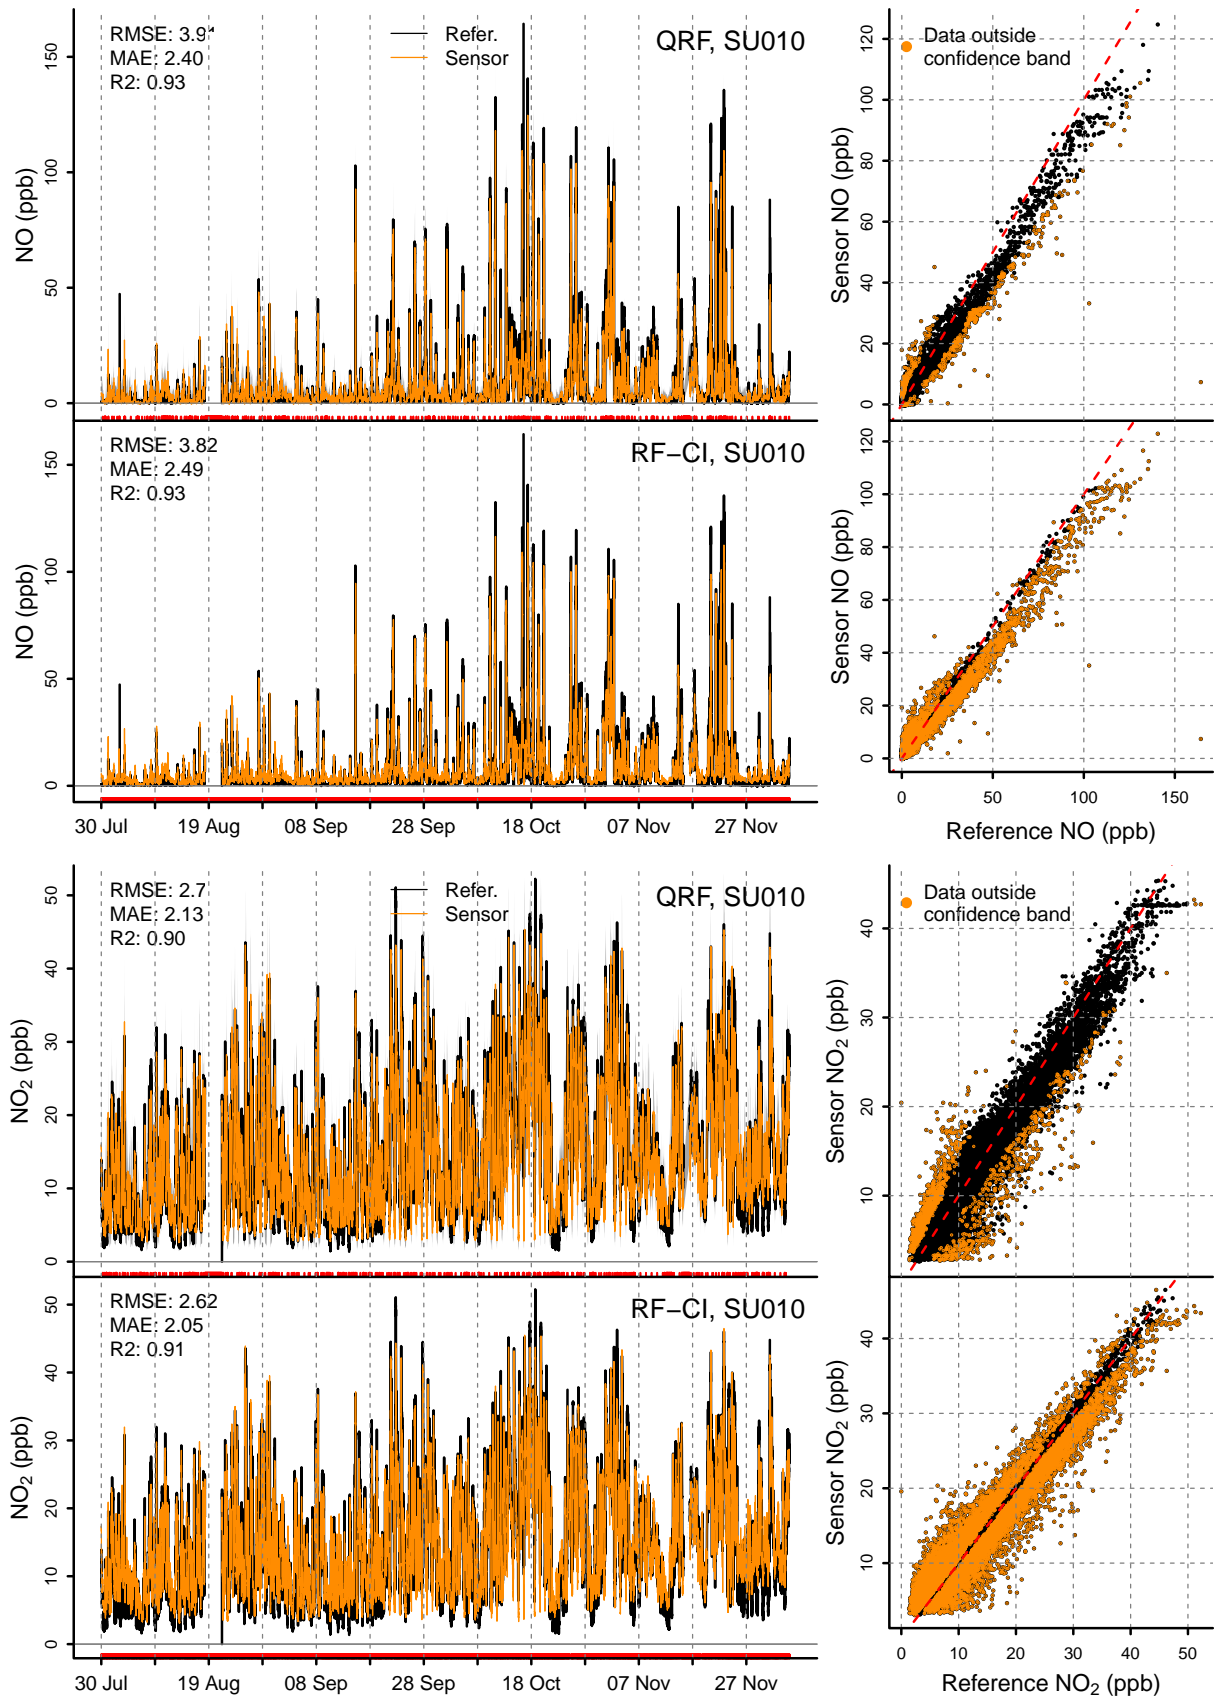 RMSE: 3.9
MAE: 2.40
R2: 0.93
Refer.
Sensor
QRF, SU010
NO (ppb)
0
50
100
150
Data outside
confidence band
Sensor NO (ppb)
0
20
40
60
80
100
120
RMSE: 3.82
MAE: 2.49
R2: 0.93
RF−CI, SU010
NO (ppb)
0
50
100
150
30 Jul
19 Aug
08 Sep
28 Sep
18 Oct
07 Nov
27 Nov
Sensor NO (ppb)
0
20
40
60
80
100
120
0
50
100
150
Reference NO (ppb)
RMSE: 2.7
MAE: 2.13
R2: 0.90
Refer.
Sensor
QRF, SU010
NO₂ (ppb)
0
10
20
30
40
50
Data outside
confidence band
Sensor NO₂ (ppb)
10
20
30
40
RMSE: 2.62
MAE: 2.05
R2: 0.91
RF−CI, SU010
NO₂ (ppb)
0
10
20
30
40
50
30 Jul
19 Aug
08 Sep
28 Sep
18 Oct
07 Nov
27 Nov
Sensor NO₂ (ppb)
10
20
30
40
0
10
20
30
40
50
Reference NO₂ (ppb)